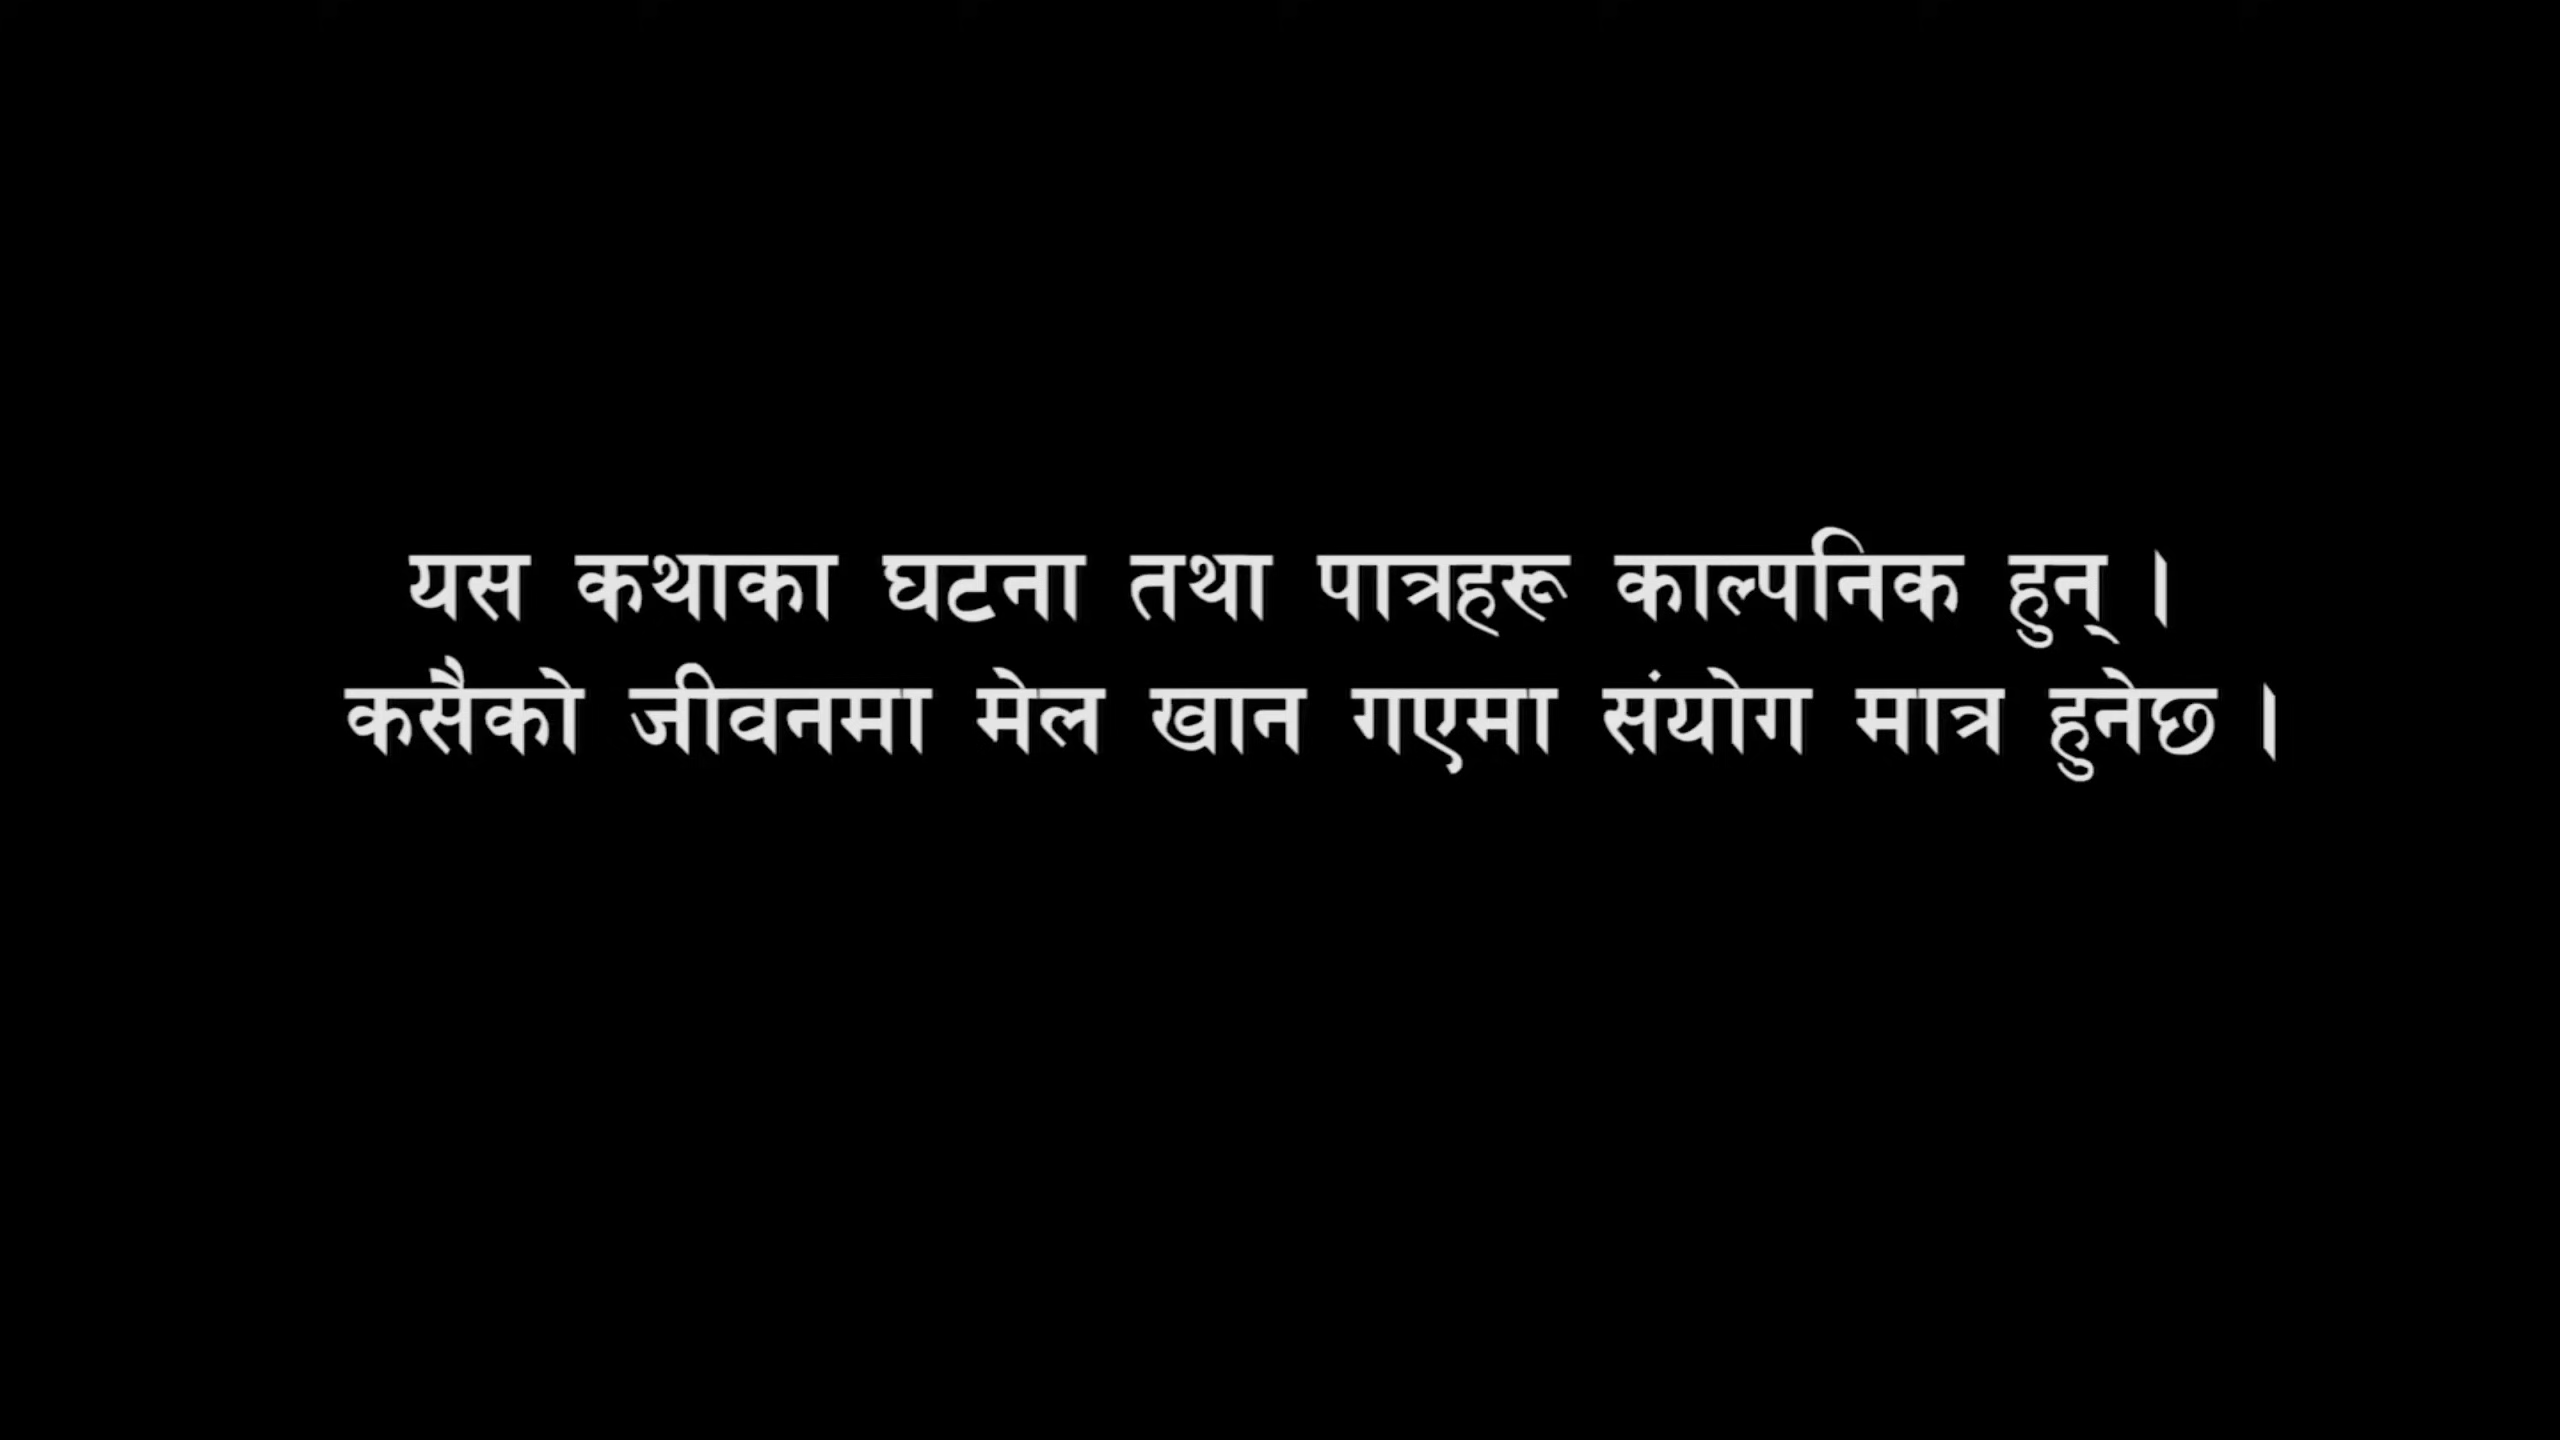 यस कथाका घटना तथा पात्रहरू काल्पनिक हुन् ।
कसैको जीवनमा मेल खान गएमा संयोग मात्र हुनेछ ।